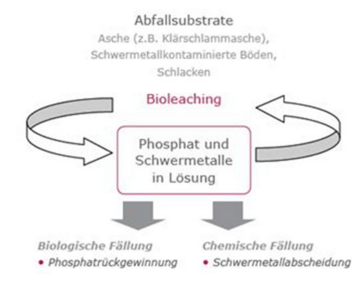 Abfallsubstrate
Asche (z.B. Klärschlammasche),
Schwermetallkontaminierte Böden,
Schlacken
Bioleaching
Phosphat und
Schwermetalle
in Lösung
Biologische Fällung
• Phosphatrückgewinnung
Chemische Fällung
• Schwermetallabscheidung